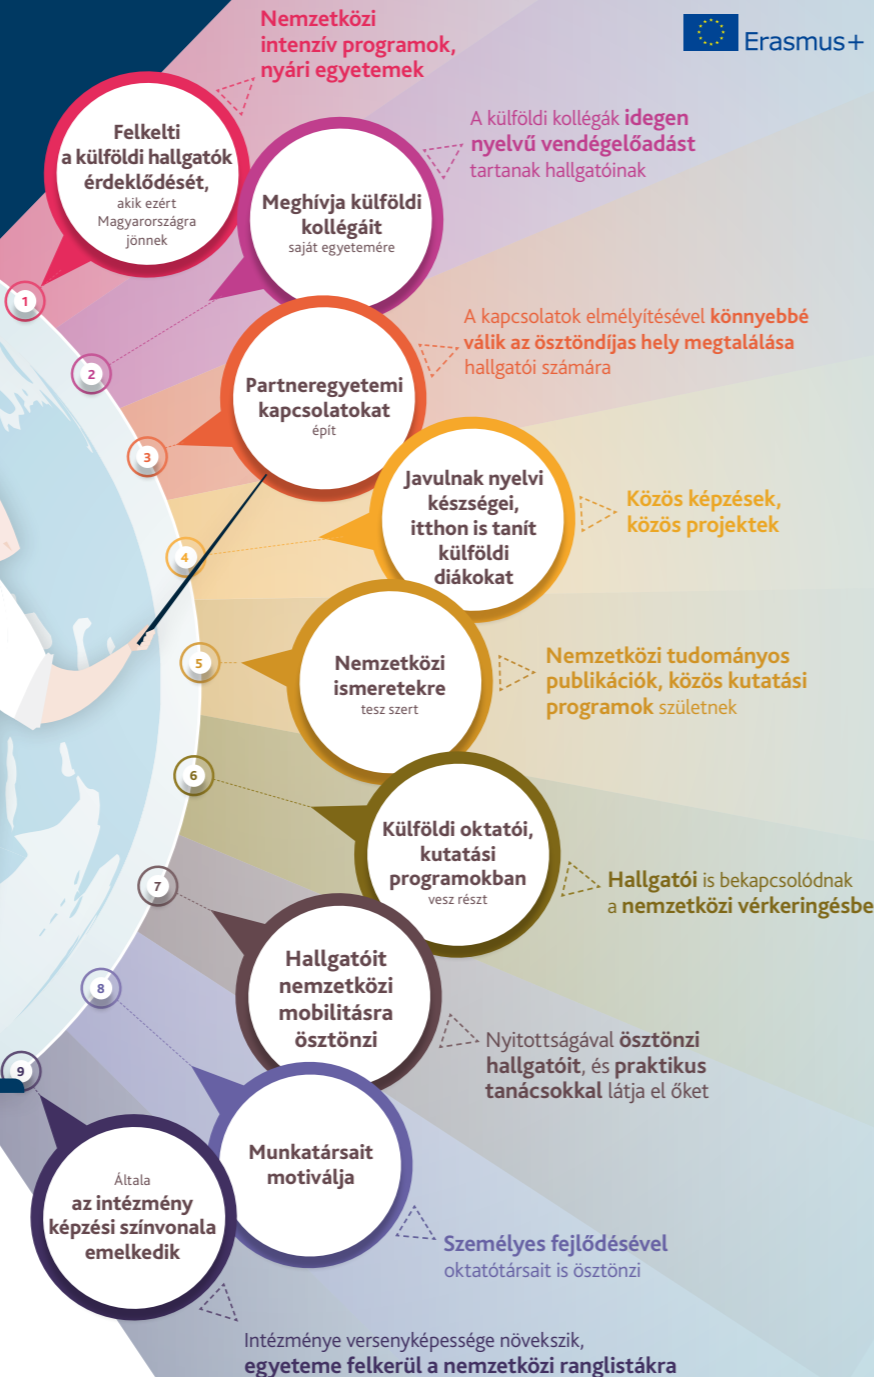 Nemzetközi
intenzív programok,
nyári egyetemek
Erasmus+
1
Felkelti
a külföldi hallgatók
érdeklődését,
akik ezért
Magyarországra
jönnek
2
Meghívja külföldi
kollégáit
saját egyetemére
A külföldi kollégák idegen
nyelvű vendégelőadást
tartanak hallgatóinak
3
Partneregyetemi
kapcsolatokat
épít
A kapcsolatok elmélyítésével könnyebbé
válik az ösztöndíjas hely megtalálása
hallgatói számára
4
Javulnak nyelvi
készségei,
itthon is tanít
külföldi
diákokat
Közös képzések,
közös projektek
5
Nemzetközi
ismeretekre
tesz szert
Nemzetközi tudományos
publikációk, közös kutatási
programok születnek
6
Külföldi oktatói,
kutatási
programokban
vesz részt
Hallgatói is bekapcsolódnak
a nemzetközi vérkeringésbe
7
Hallgatóit
nemzetközi
mobilitásra
ösztönzi
Nyitottságával ösztönzi
hallgatóit, és praktikus
tanácsokkal látja el őket
8
Munkatársait
motiválja
Személyes fejlődésével
oktatótársait is ösztönzi
9
Általa
az intézmény
képzési színvonala
emelkedik
Intézménye versenyképessége növekszik,
egyeteme felkerül a nemzetközi ranglistákra